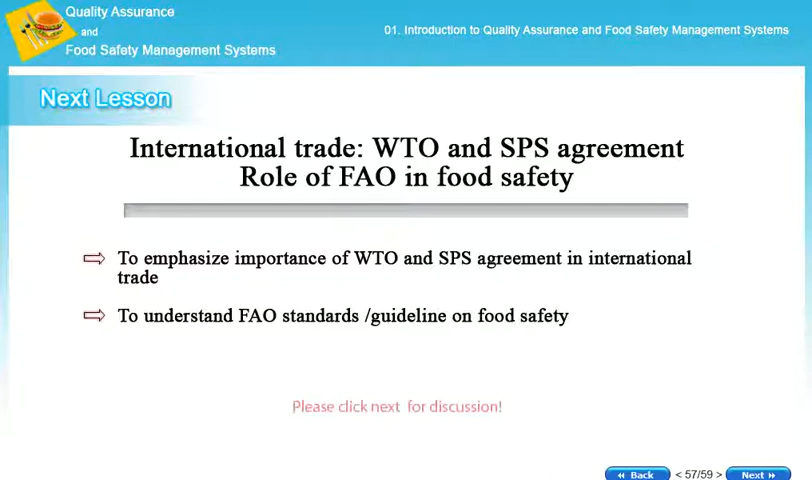 Quality Assurance
and
Food Safety Management Systems
01. Introduction to Quality Assurance and Food Safety Management Systems
Next Lesson
International trade: WTO and SPS agreement
Role of FAO in food safety
To emphasize importance of WTO and SPS agreement in international
trade
To understand FAO standards /guideline on food safety
Please click next for discussion!
Back < 57/59 > Next